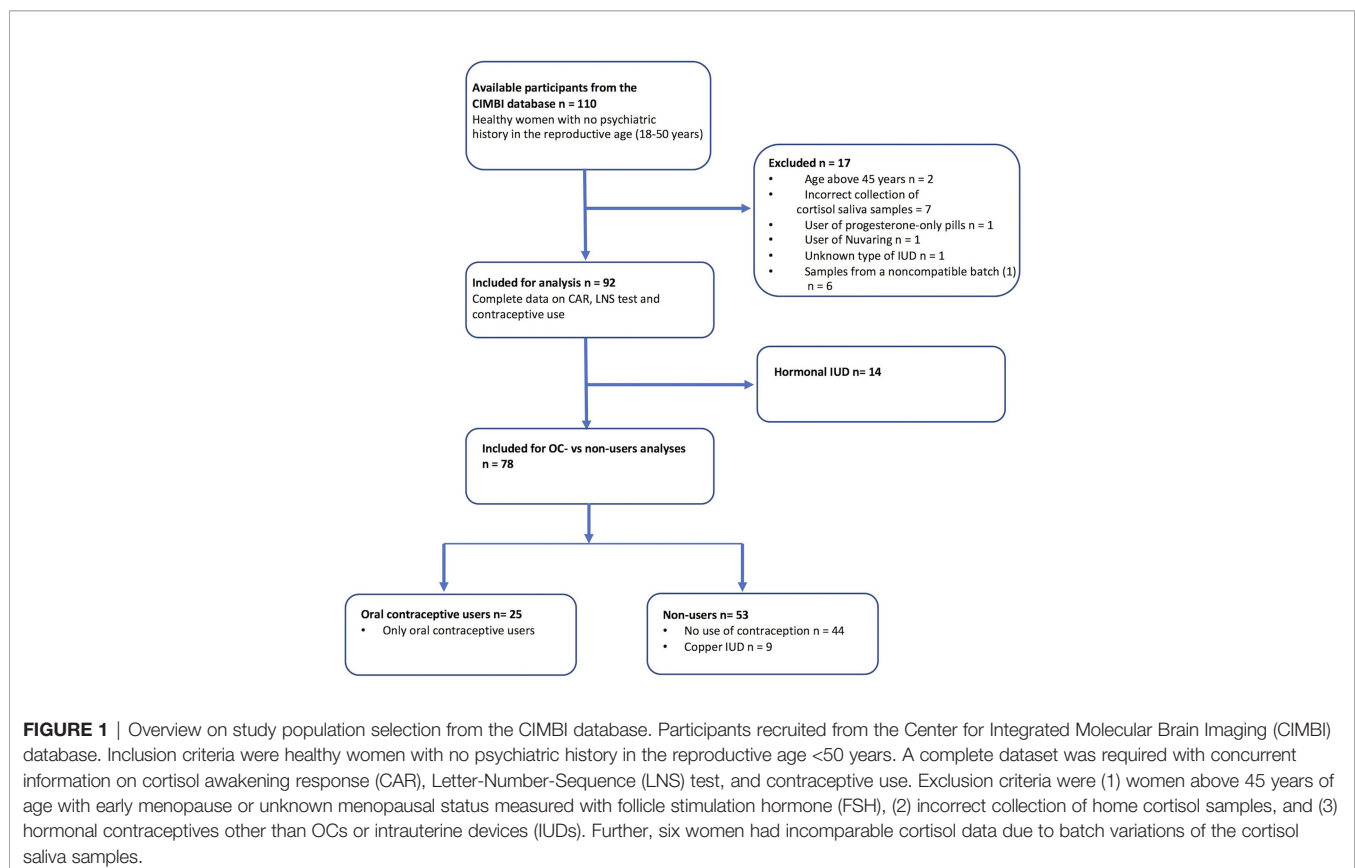 Available participants from the
CIMBI database n = 110
Healthy women with no psychiatric
history in the reproductive age (18-50 years)
Excluded n = 17
• Age above 45 years n = 2
• Incorrect collection of
cortisol saliva samples = 7
• User of progesterone-only pills n = 1
• User of Nuvaring n = 1
• Unknown type of IUD n = 1
• Samples from a noncompatible batch (1)
n = 6
Included for analysis n = 92
Complete data on CAR, LNS test and
contraceptive use
Hormonal IUD n= 14
Included for OC- vs non-users analyses
n = 78
Oral contraceptive users n= 25
• Only oral contraceptive users
Non-users n= 53
• No use of contraception n = 44
• Copper IUD n = 9
FIGURE 1 | Overview on study population selection from the CIMBI database. Participants recruited from the Center for Integrated Molecular Brain Imaging (CIMBI)
database. Inclusion criteria were healthy women with no psychiatric history in the reproductive age <50 years. A complete dataset was required with concurrent
information on cortisol awakening response (CAR), Letter-Number-Sequence (LNS) test, and contraceptive use. Exclusion criteria were (1) women above 45 years of
age with early menopause or unknown menopausal status measured with follicle stimulation hormone (FSH), (2) incorrect collection of home cortisol samples, and (3)
hormonal contraceptives other than OCs or intrauterine devices (IUDs). Further, six women had incomparable cortisol data due to batch variations of the cortisol
saliva samples.